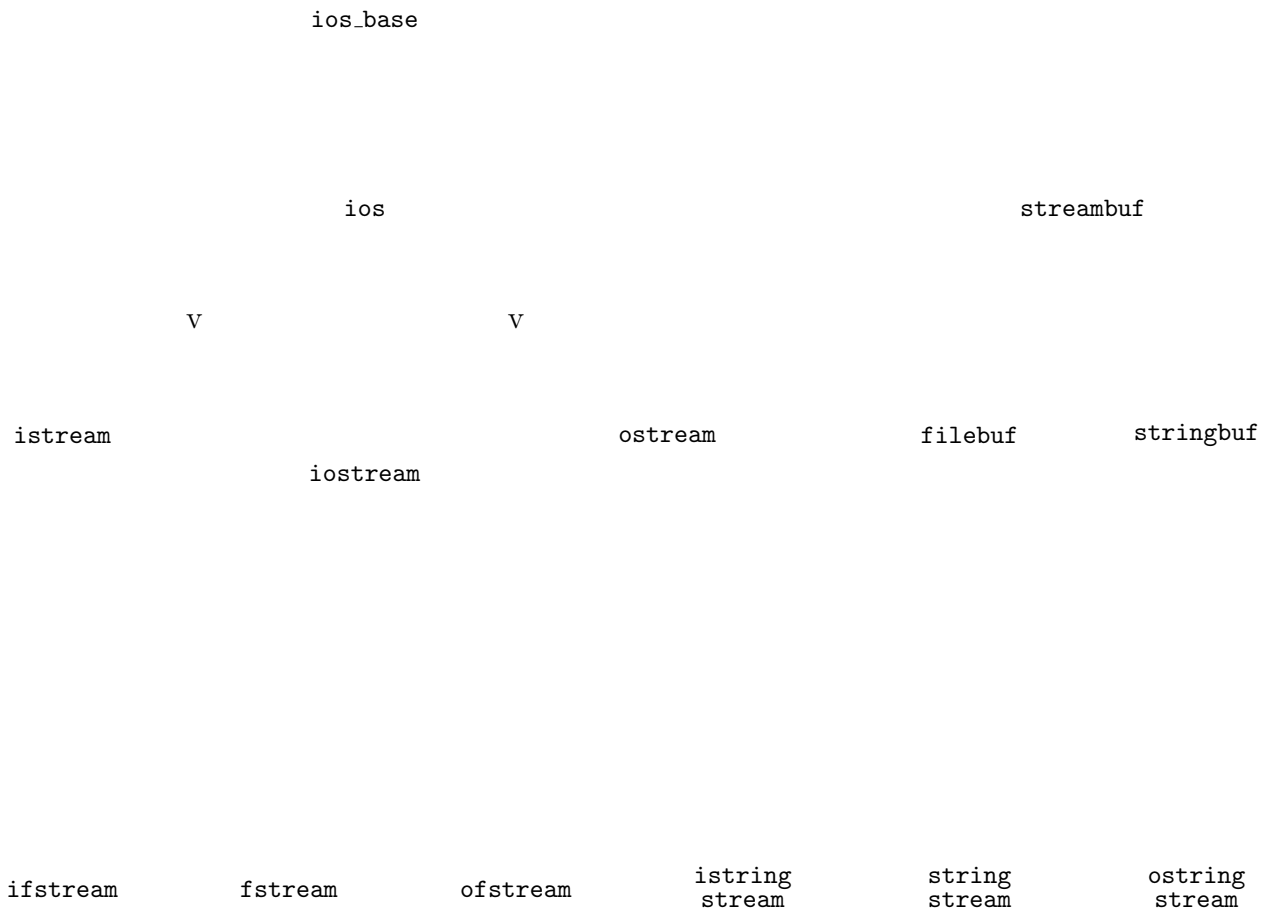 ios_base
ios
streambuf
V
V
istream
ostream
filebuf
stringbuf
iostream
ifstream
fstream
ofstream
istring
stream
string
stream
ostring
stream